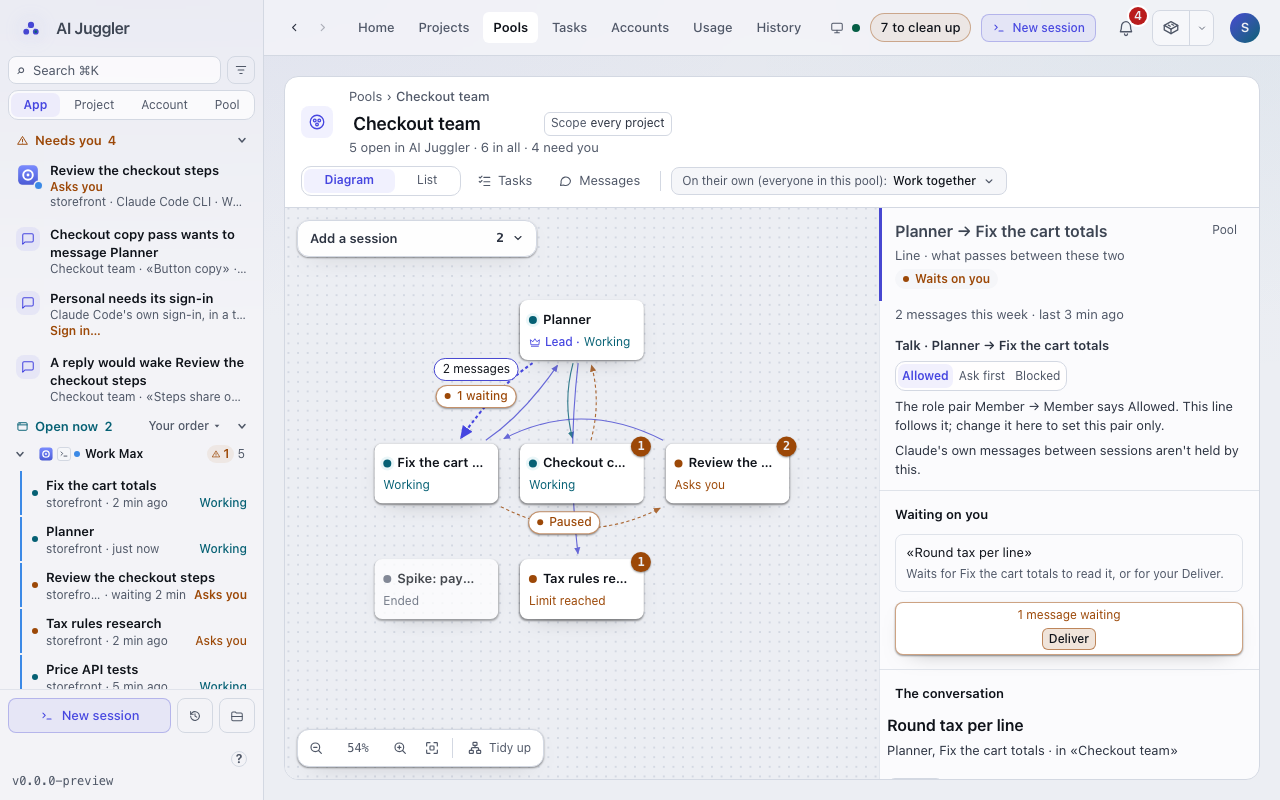 AI Juggler
Search ⌘K
App Project Account Pool
Needs you 4
Review the checkout steps
Asks you
storefront · Claude Code CLI · W...
Checkout copy pass wants to
message Planner
Checkout team · «Button copy» ·...
Personal needs its sign-in
Claude Code's own sign-in, in a t...
Sign in...
A reply would wake Review the
checkout steps
Checkout team · «Steps share o...
Open now 2 Your order
Work Max 1 5
Fix the cart totals
storefront · 2 min ago Working
Planner
storefront · just now Working
Review the checkout steps
storefro... · waiting 2 min Asks you
Tax rules research
storefront · 2 min ago Asks you
Price API tests
storefront · 5 min ago Working
New session
?
v0.0.0-preview
Home Projects Pools Tasks Accounts Usage History
7 to clean up
New session
4
S
Pools › Checkout team
Checkout team
Scope every project
5 open in AI Juggler · 6 in all · 4 need you
Diagram List Tasks Messages
On their own (everyone in this pool): Work together
Add a session 2
Planner
Lead · Working
2 messages
1 waiting
Fix the cart ...
Working
1
Checkout c...
Working
2
Review the ...
Asks you
Paused
Spike: pay...
Ended
1
Tax rules re...
Limit reached
54% Tidy up
Planner → Fix the cart totals
Pool
Line · what passes between these two
Waits on you
2 messages this week · last 3 min ago
Talk · Planner → Fix the cart totals
Allowed Ask first Blocked
The role pair Member → Member says Allowed. This line
follows it; change it here to set this pair only.
Claude's own messages between sessions aren't held by
this.
Waiting on you
«Round tax per line»
Waits for Fix the cart totals to read it, or for your Deliver.
1 message waiting
Deliver
The conversation
Round tax per line
Planner, Fix the cart totals · in «Checkout team»